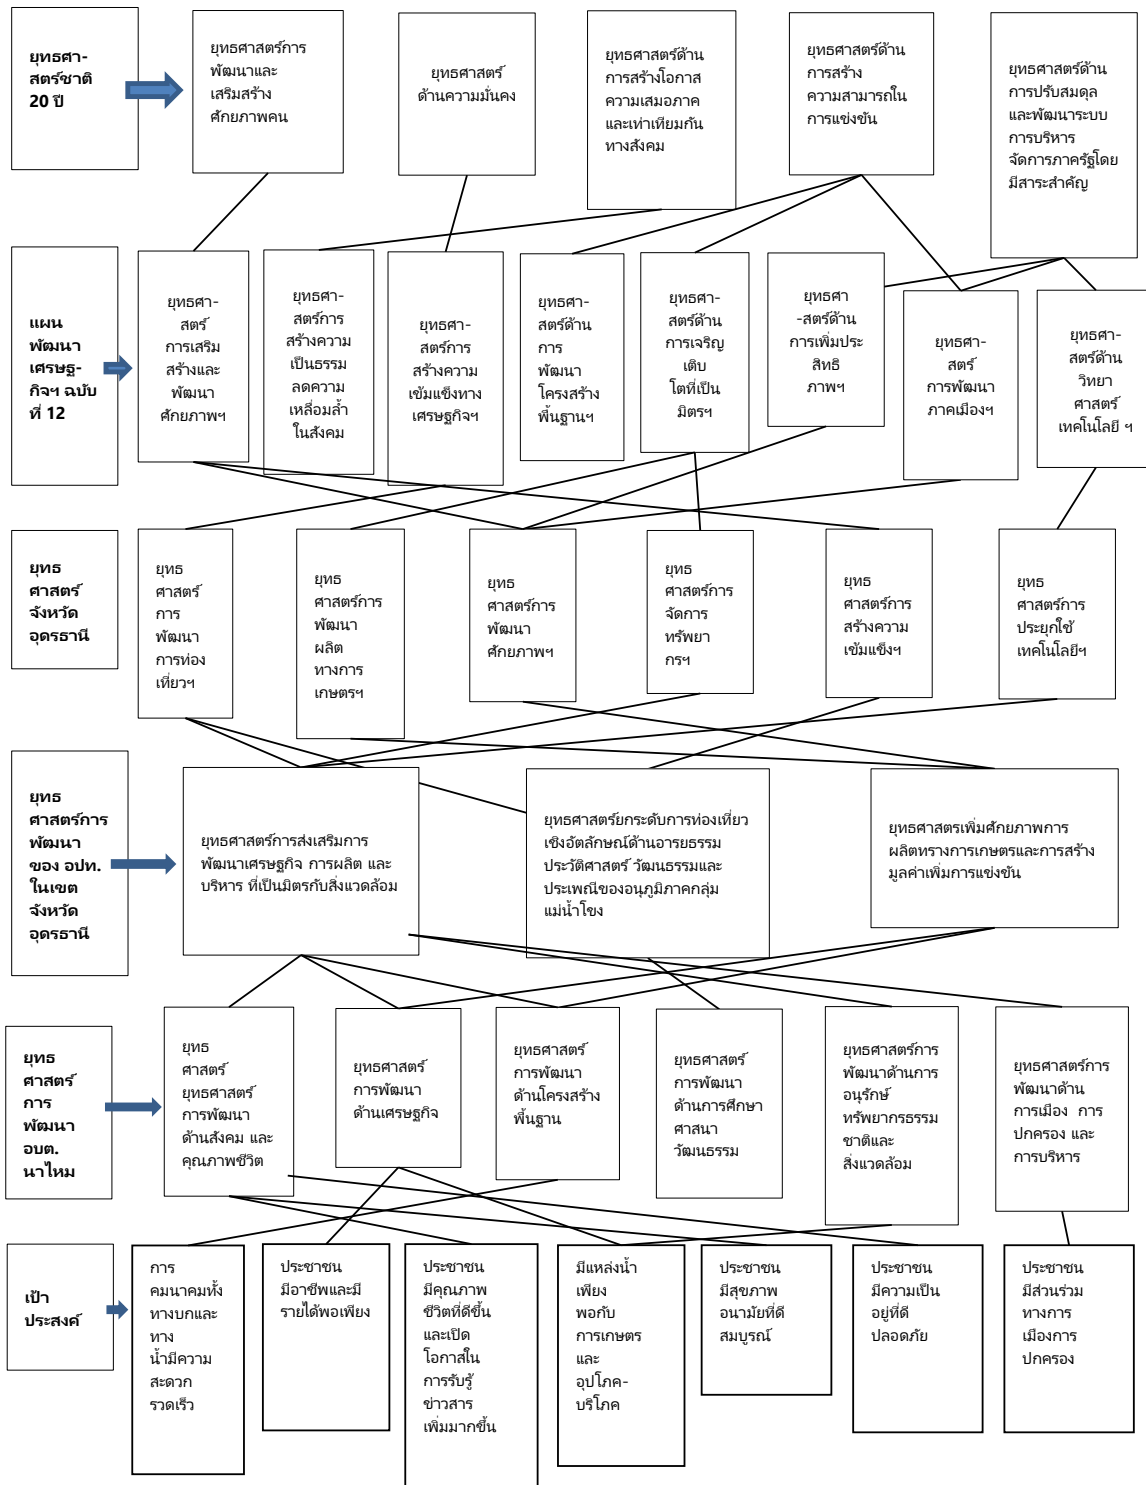 ยุทธศา-
สตร์ชาติ
20 ปี
ยุทธศาสตร์การ
พัฒนาและ
เสริมสร้าง
ศักยภาพคน
ยุทธศาสตร์
ด้านความมั่นคง
ยุทธศาสตร์ด้าน
การสร้างโอกาส
ความเสมอภาค
และเท่าเทียมกัน
ทางสังคม
ยุทธศาสตร์ด้าน
การสร้าง
ความสามารถใน
การแข่งขัน
ยุทธศาสตร์ด้าน
การปรับสมดุล
และพัฒนาระบบ
การบริหาร
จัดการภาครัฐโดย
มีสาระสำคัญ
แผน
พัฒนา
เศรษฐ-
กิจฯ ฉบับ
ที่ 12
ยุทธศา-
สตร์
การเสริม
สร้างและ
พัฒนา
ศักยภาพฯ
ยุทธศา-
สตร์การ
สร้างความ
เป็นธรรม
ลดความ
เหลื่อมล้ำ
ในสังคม
ยุทธศา-
สตร์การ
สร้างความ
เข้มแข็งทาง
เศรษฐกิจฯ
ยุทธศา-
สตร์ด้าน
การ
พัฒนา
โครงสร้าง
พื้นฐานฯ
ยุทธศา-
สตร์ด้าน
การเจริญ
เติบ
โตที่เป็น
มิตรฯ
ยุทธศา
-สตร์ด้าน
การเพิ่มประ
สิทธิ
ภาพฯ
ยุทธศา-
สตร์
การพัฒนา
ภาคเมืองฯ
ยุทธศา-
สตร์ด้าน
วิทยา
ศาสตร์
เทคโนโลยี ฯ
ยุทธ
ศาสตร์
จังหวัด
อุดรธานี
ยุทธ
ศาสตร์
การ
พัฒนา
การท่อง
เที่ยวฯ
ยุทธ
ศาสตร์การ
พัฒนา
ผลิต
ทางการ
เกษตรฯ
ยุทธ
ศาสตร์การ
พัฒนา
ศักยภาพฯ
ยุทธ
ศาสตร์การ
จัดการ
ทรัพยา
กรฯ
ยุทธ
ศาสตร์การ
สร้างความ
เข้มแข็งฯ
ยุทธ
ศาสตร์การ
ประยุกใช้
เทคโนโลยีฯ
ยุทธ
ศาสตร์การ
พัฒนา
ของ อปท.
ในเขต
จังหวัด
อุดรธานี
ยุทธศาสตร์การส่งเสริมการ
พัฒนาเศรษฐกิจ การผลิต และ
บริหาร ที่เป็นมิตรกับสิ่งแวดล้อม
ยุทธศาสตร์ยกระดับการท่องเที่ยว
เชิงอัตลักษณ์ด้านอารยธรรม
ประวัติศาสตร์ วัฒนธรรมและ
ประเพณีของอนุภูมิภาคกลุ่ม
แม่น้ำโขง
ยุทธศาสตรเพิ่มศักยภาพการ
ผลิตทรางการเกษตรและการสร้าง
มูลค่าเพิ่มการแข่งขัน
ยุทธ
ศาสตร์
การ
พัฒนา
อบต.
นาไหม
ยุทธ
ศาสตร์
ยุทธศาสตร์
การพัฒนา
ด้านสังคม และ
คุณภาพชีวิต
ยุทธศาสตร์
การพัฒนา
ด้านเศรษฐกิจ
ยุทธศาสตร์
การพัฒนา
ด้านโครงสร้าง
พื้นฐาน
ยุทธศาสตร์
การพัฒนา
ด้านการศึกษา
ศาสนา
วัฒนธรรม
ยุทธศาสตร์การ
พัฒนาด้านการ
อนุรักษ์
ทรัพยากรธรรม
ชาติและ
สิ่งแวดล้อม
ยุทธศาสตร์การ
พัฒนาด้าน
การเมือง การ
ปกครอง และ
การบริหาร
เป้า
ประสงค์
การ
คมนาคมทั้ง
ทางบกและ
ทาง
น้ำมีความ
สะดวก
รวดเร็ว
ประชาชน
มีอาชีพและมี
รายได้พอเพียง
ประชาชน
มีคุณภาพ
ชีวิตที่ดีขึ้น
และเปิด
โอกาสใน
การรับรู้
ข่าวสาร
เพิ่มมากขึ้น
มีแหล่งน้ำ
เพียง
พอกับ
การเกษตร
และ
อุปโภค-
บริโภค
ประชาชน
มีสุขภาพ
อนามัยที่ดี
สมบูรณ์
ประชาชน
มีความเป็น
อยู่ที่ดี
ปลอดภัย
ประชาชน
มีส่วนร่วม
ทางการ
เมืองการ
ปกครอง